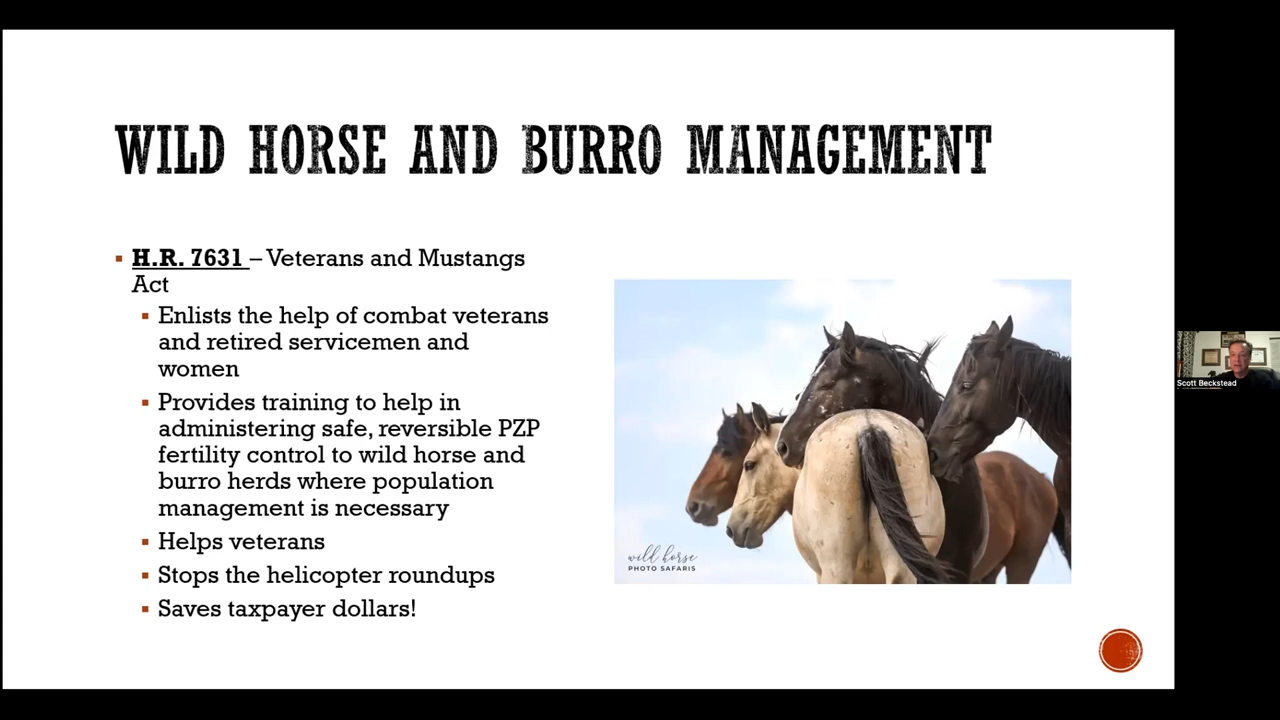 WILD HORSE AND BURRO MANAGEMENT
▪ H.R. 7631 – Veterans and Mustangs
Act
▪ Enlists the help of combat veterans
and retired servicemen and
women
▪ Provides training to help in
administering safe, reversible PZP
fertility control to wild horse and
burro herds where population
management is necessary
▪ Helps veterans
▪ Stops the helicopter roundups
▪ Saves taxpayer dollars!
wild horse
PHOTO SAFARIS
Scott Beckstead